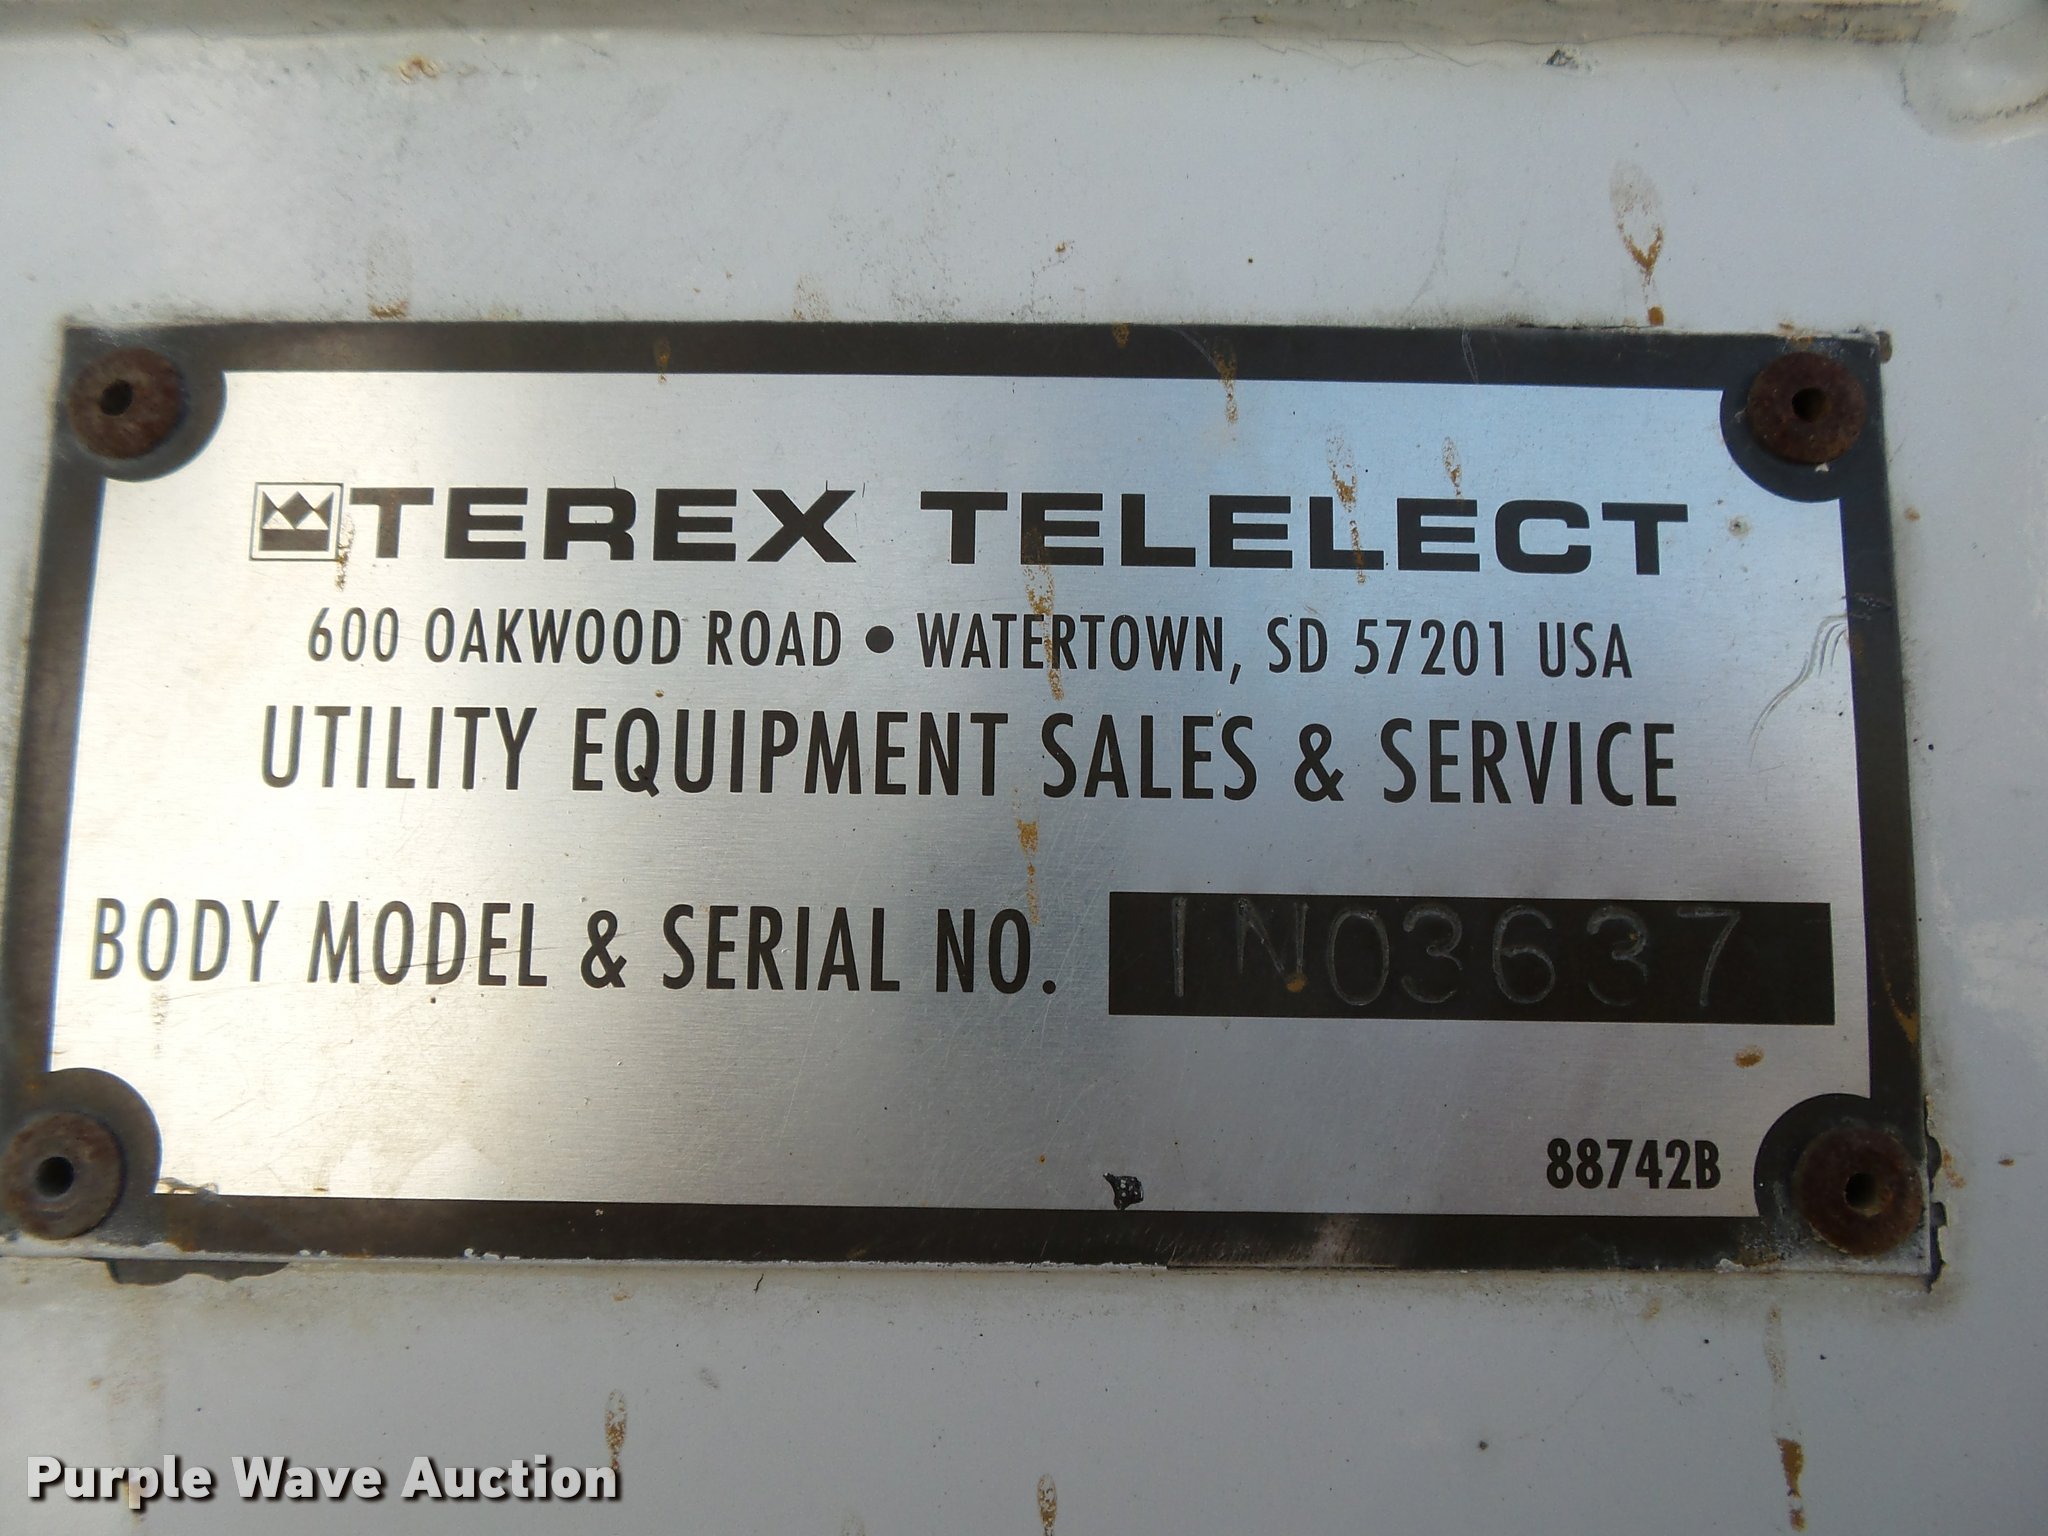 TEREX TELELECT
600 OAKWOOD ROAD • WATERTOWN, SD 57201 USA
UTILITY EQUIPMENT SALES & SERVICE
BODY MODEL & SERIAL NO. INO3637
88742B
Purple Wave Auction